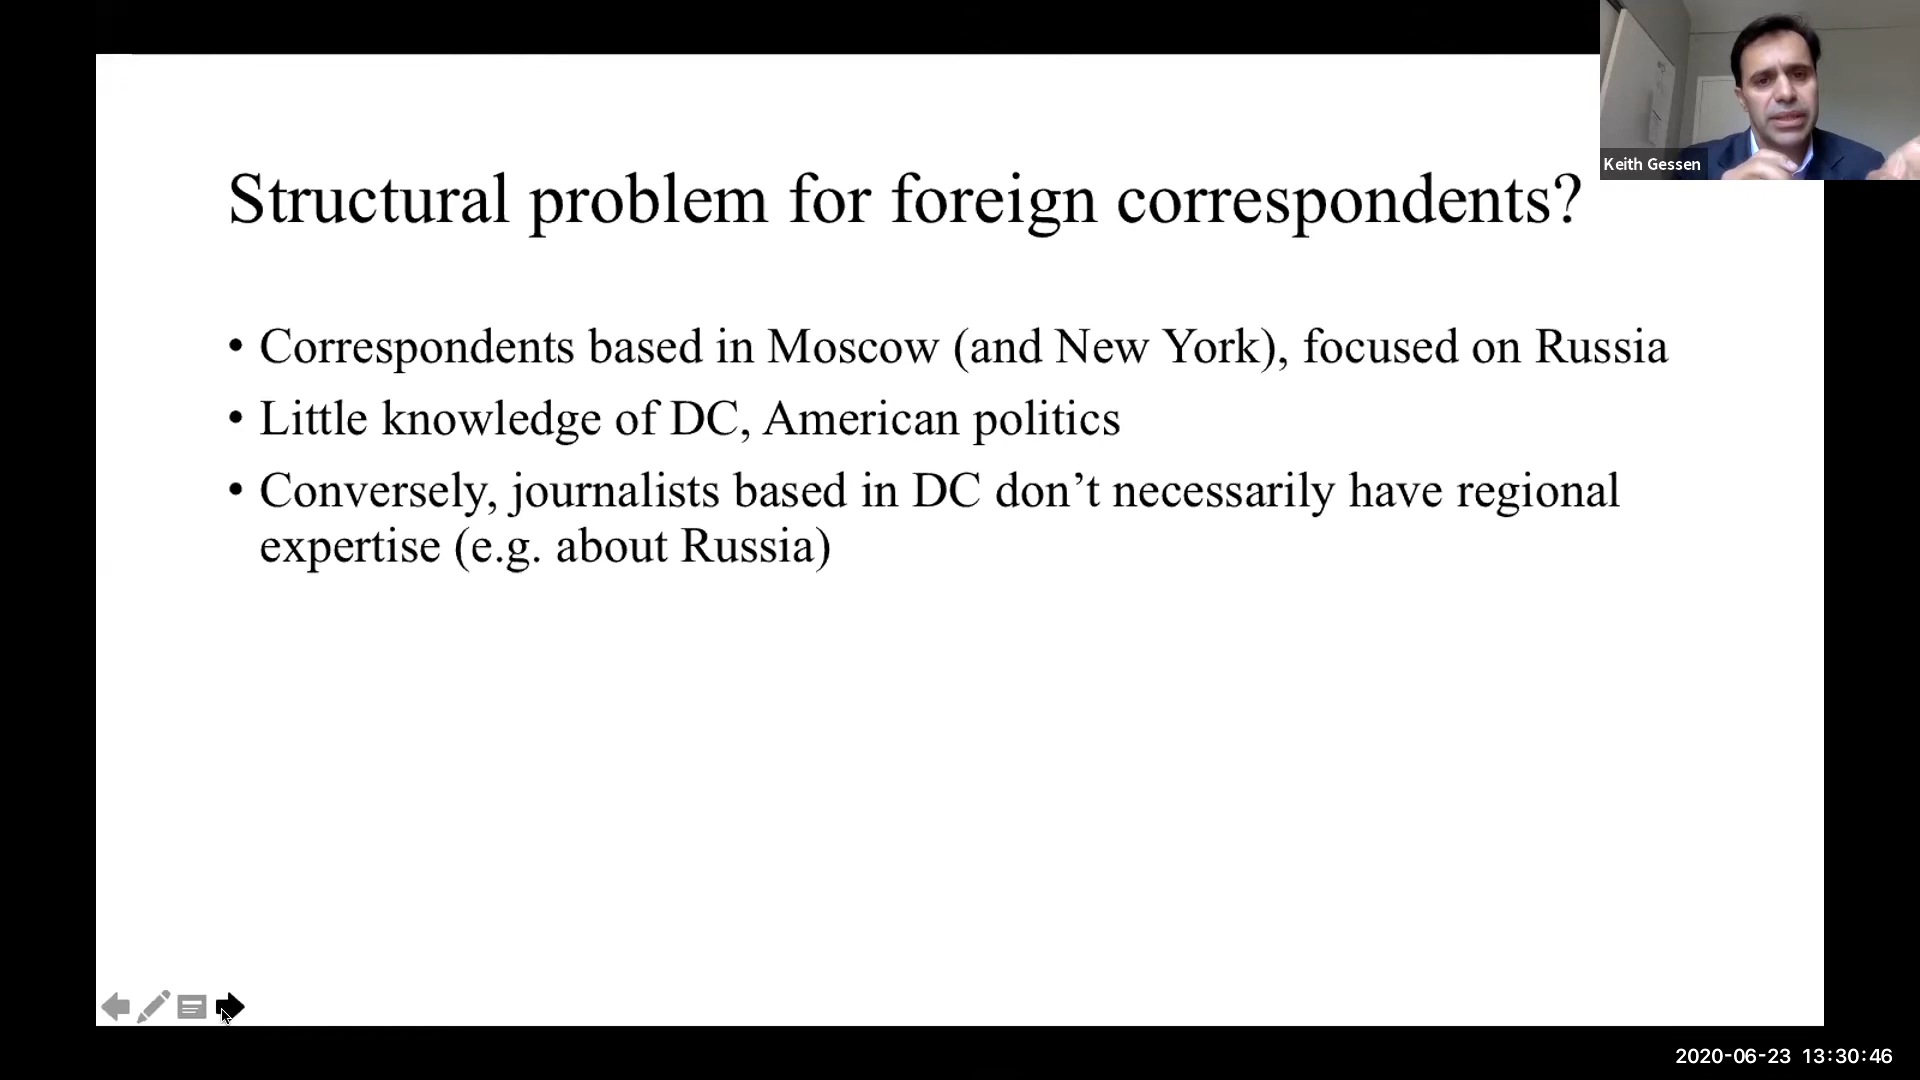 Keith Gessen
Structural problem for foreign correspondents?
• Correspondents based in Moscow (and New York), focused on Russia
• Little knowledge of DC, American politics
• Conversely, journalists based in DC don’t necessarily have regional
expertise (e.g. about Russia)
2020-06-23 13:30:46